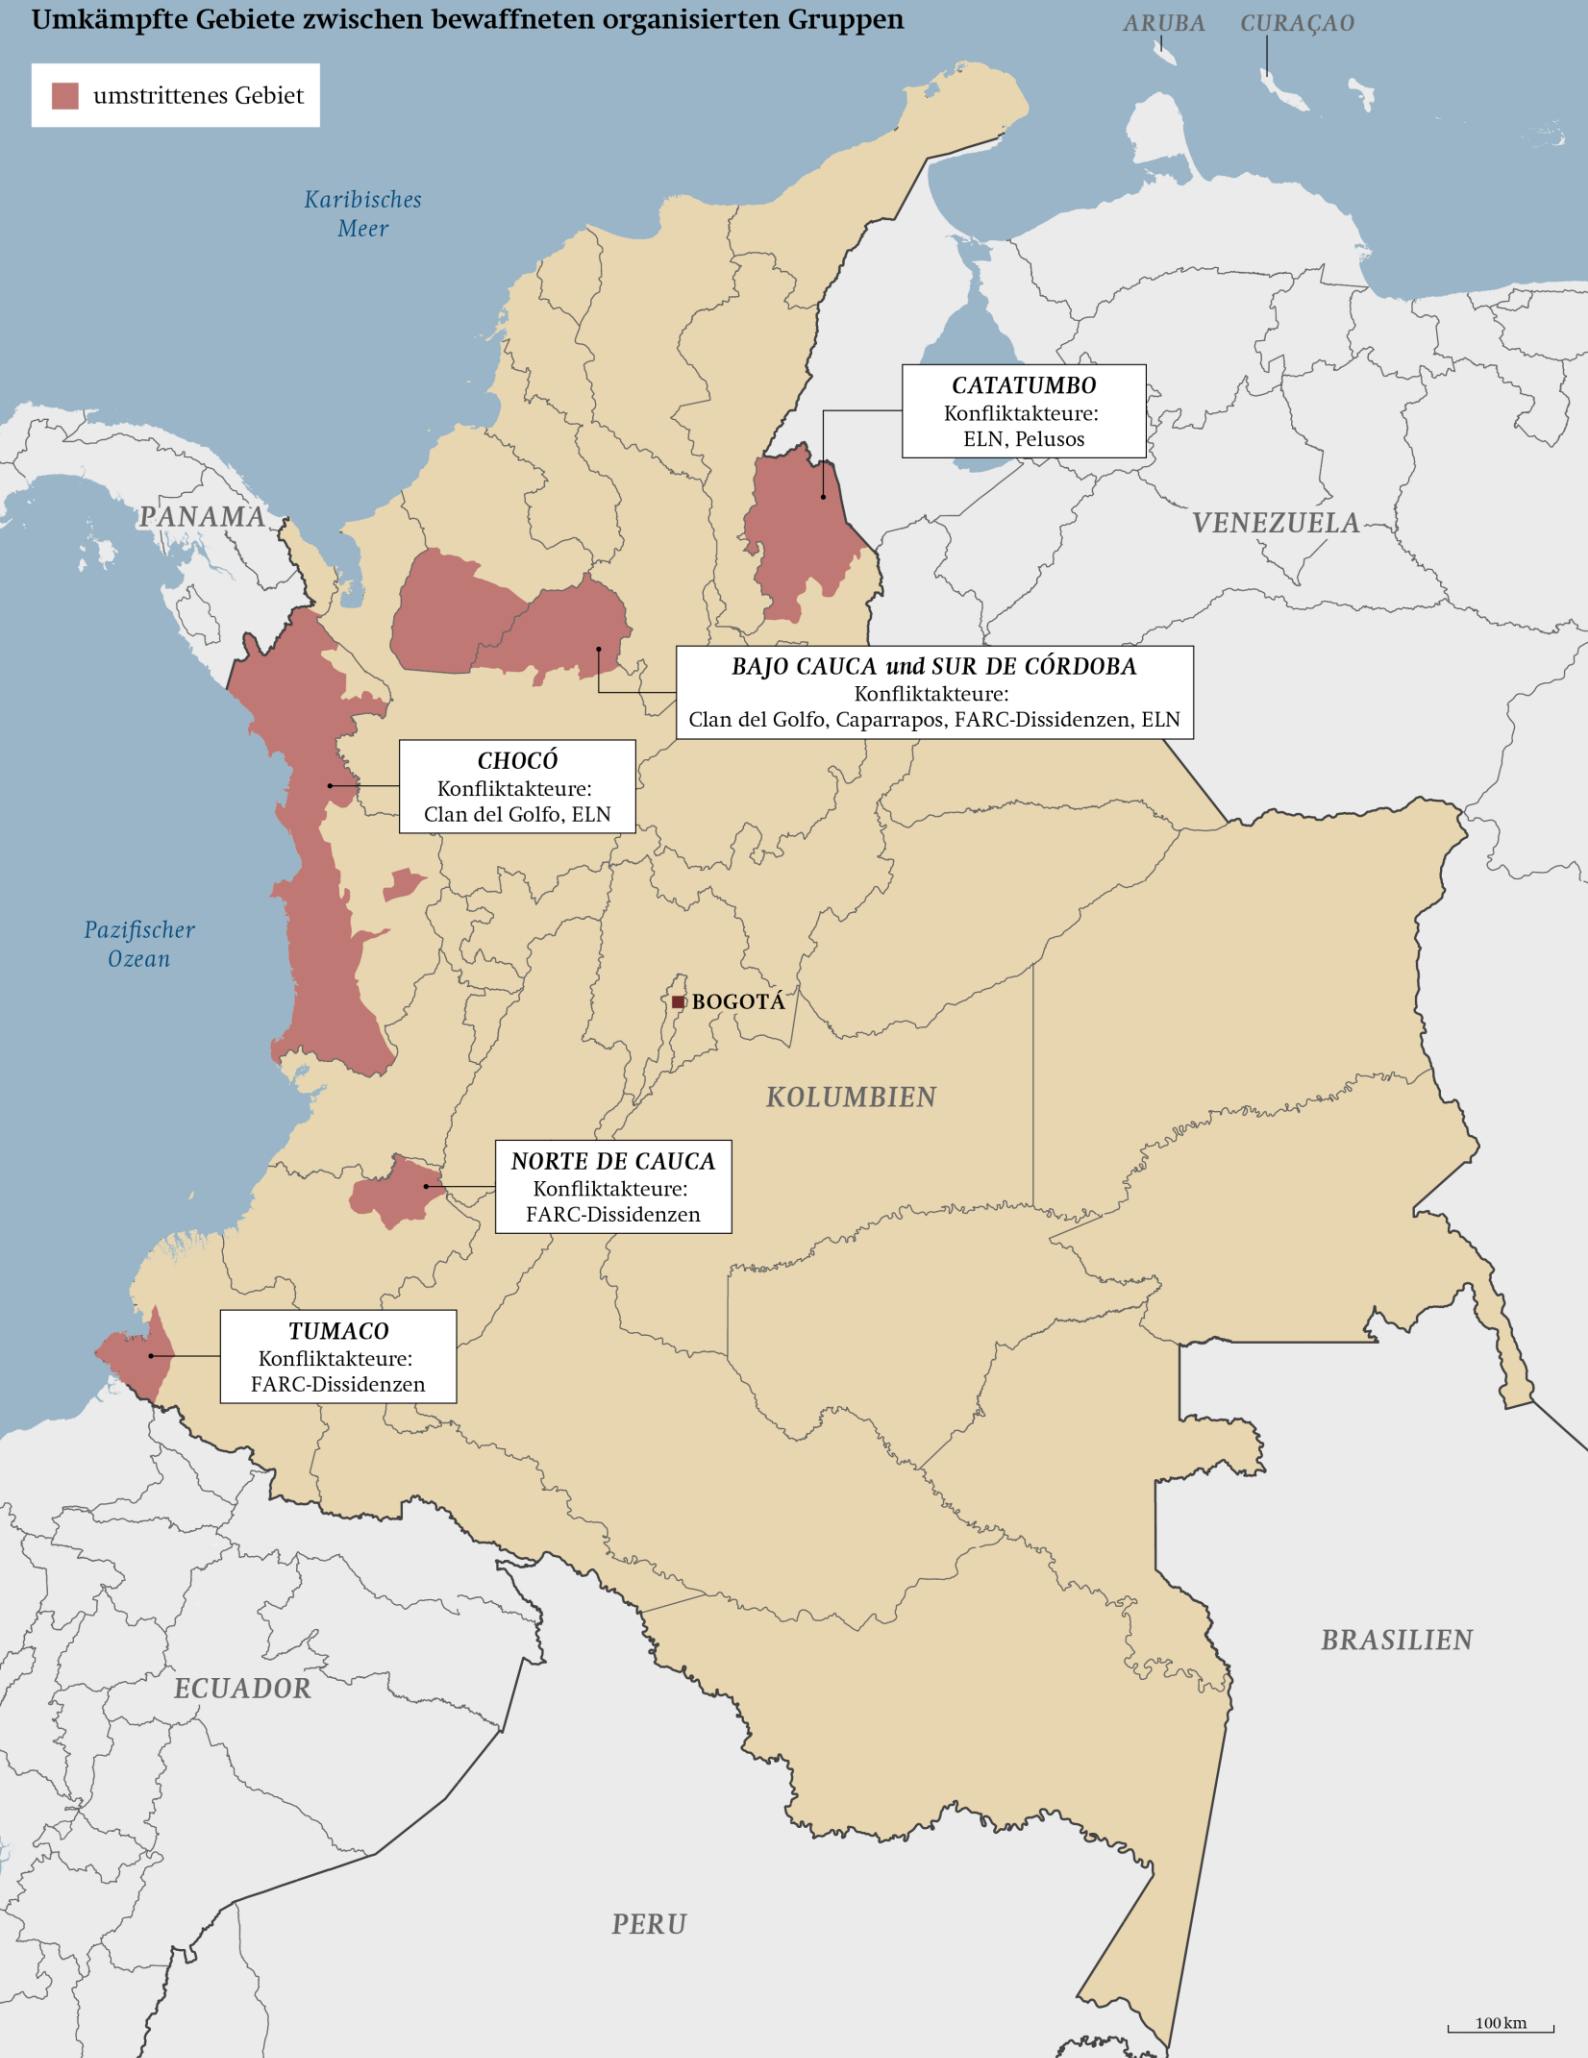 Umkämpfte Gebiete zwischen bewaffneten organisierten Gruppen
ARUBA
CURAÇAO
umstrittenes Gebiet
Karibisches
Meer
CATATUMBO
Konfliktakteure:
ELN, Pelusos
PANAMA
VENEZUELA
BAJO CAUCA und SUR DE CÓRDOBA
Konfliktakteure:
Clan del Golfo, Caparrapos, FARC-Dissidenzen, ELN
CHOCÓ
Konfliktakteure:
Clan del Golfo, ELN
Pazifischer
Ozean
BOGOTÁ
KOLUMBIEN
NORTE DE CAUCA
Konfliktakteure:
FARC-Dissidenzen
TUMACO
Konfliktakteure:
FARC-Dissidenzen
BRASILIEN
ECUADOR
PERU
100 km